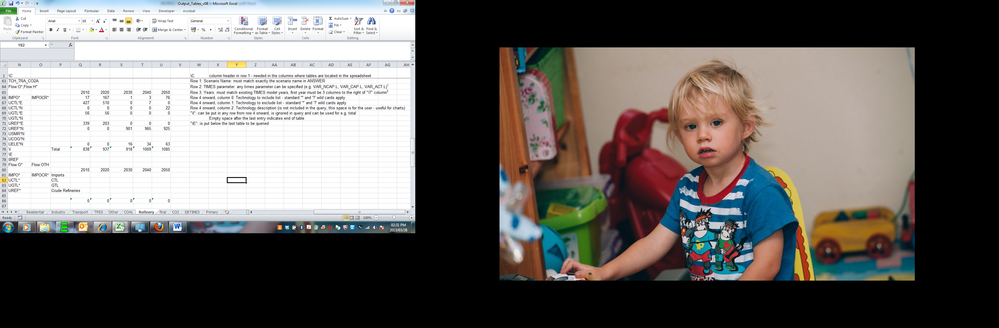 Output_Tables_v08 - Microsoft Excel
File Home Insert Page Layout Formulas Data Review View Developer Acrobat
Paste
Cut
Copy
Format Painter
Clipboard
Arial 10
B I U
Font
Wrap Text
Merge & Center
Alignment
General
% , .00
Number
Conditional Formatting
Format as Table
Cell Styles
Styles
Insert Delete Format
Cells
Σ AutoSum
Fill
Clear
Sort & Filter
Find & Select
Editing
Y82 fx
N O P Q R S T U V W X Y Z AA AB AC AD AE AF AG AH
1 \C \C column header in row 1 - needed in the columns where tables are located in the spreadsheet
63 TCH_TRA_CO2A Row 1: Scenario Name: must match exactly the scenario name in ANSWER
64 Flow:O*,Flow:H* Row 2: TIMES parameter: any times parameter can be specified (e.g. VAR_NCAP.L, VAR_CAP.L, VAR_ACT.L)1
65 2010 2020 2030 2040 2050 Row 3: Years: must match existing TIMES model years, first year must be 3 columns to the right of "\T" column2
66 IMPO* IMPOCR* 17 167 1 3 76 Row 4 onward, column 0: Technology to include list - standard '*' and '?' wild cards apply
67 UCTL*E 427 510 0 7 0 Row 4 onward, column 1: Technology to exclude list - standard '*' and '?' wild cards apply
68 UCTL*N 0 0 0 0 22 Row 4 onward, column 2: Technology description (is not included in the query, this space is for the user - useful for charts)
69 UGTL*E 56 56 0 0 0 "\I": can be put in any row from row 4 onward, is ignored in query and can be used for e.g. total
70 UGTL*N Empty space after the last entry indicates end of table
71 UREF*E 339 203 0 0 0 "\E": is put below the last table to be queried
72 UREF*N 0 0 901 965 925
73 USMR*N
74 UCOG*N
75 UELE*N 0 0 16 34 63
76 \I Total 838 937 918 1009 1085
77 \E
78 0REF
79 Flow:O* Flow:OTH
80 2010 2020 2030 2040 2050
81 IMPO* IMPOCR* Imports
82 UCTL* CTL
83 UGTL* GTL
84 UREF* Crude Refineries
85
86 0 0 0 0 0
87
Residential Industry Transport TPES Other COAL Refinery final CO2 EBTIMES Primary
Ready 100%
02:31 PM
2013/03/28